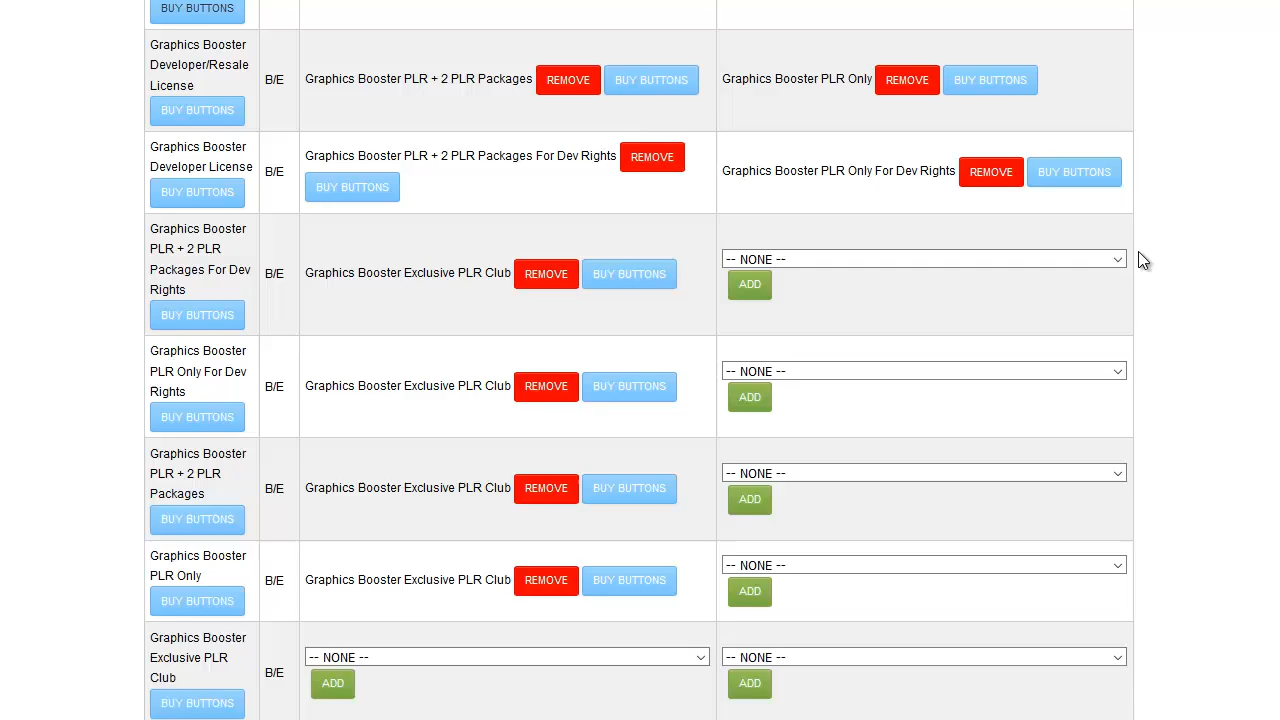 BUY BUTTONS
Graphics Booster
Developer/Resale
License
BUY BUTTONS
B/E
Graphics Booster PLR + 2 PLR Packages REMOVE BUY BUTTONS
Graphics Booster PLR Only REMOVE BUY BUTTONS
Graphics Booster
Developer License
BUY BUTTONS
B/E
Graphics Booster PLR + 2 PLR Packages For Dev Rights REMOVE
BUY BUTTONS
Graphics Booster PLR Only For Dev Rights REMOVE BUY BUTTONS
Graphics Booster
PLR + 2 PLR
Packages For Dev
Rights
BUY BUTTONS
B/E
Graphics Booster Exclusive PLR Club REMOVE BUY BUTTONS
-- NONE --
ADD
Graphics Booster
PLR Only For Dev
Rights
BUY BUTTONS
B/E
Graphics Booster Exclusive PLR Club REMOVE BUY BUTTONS
-- NONE --
ADD
Graphics Booster
PLR + 2 PLR
Packages
BUY BUTTONS
B/E
Graphics Booster Exclusive PLR Club REMOVE BUY BUTTONS
-- NONE --
ADD
Graphics Booster
PLR Only
BUY BUTTONS
B/E
Graphics Booster Exclusive PLR Club REMOVE BUY BUTTONS
-- NONE --
ADD
Graphics Booster
Exclusive PLR
Club
BUY BUTTONS
B/E
-- NONE --
ADD
-- NONE --
ADD